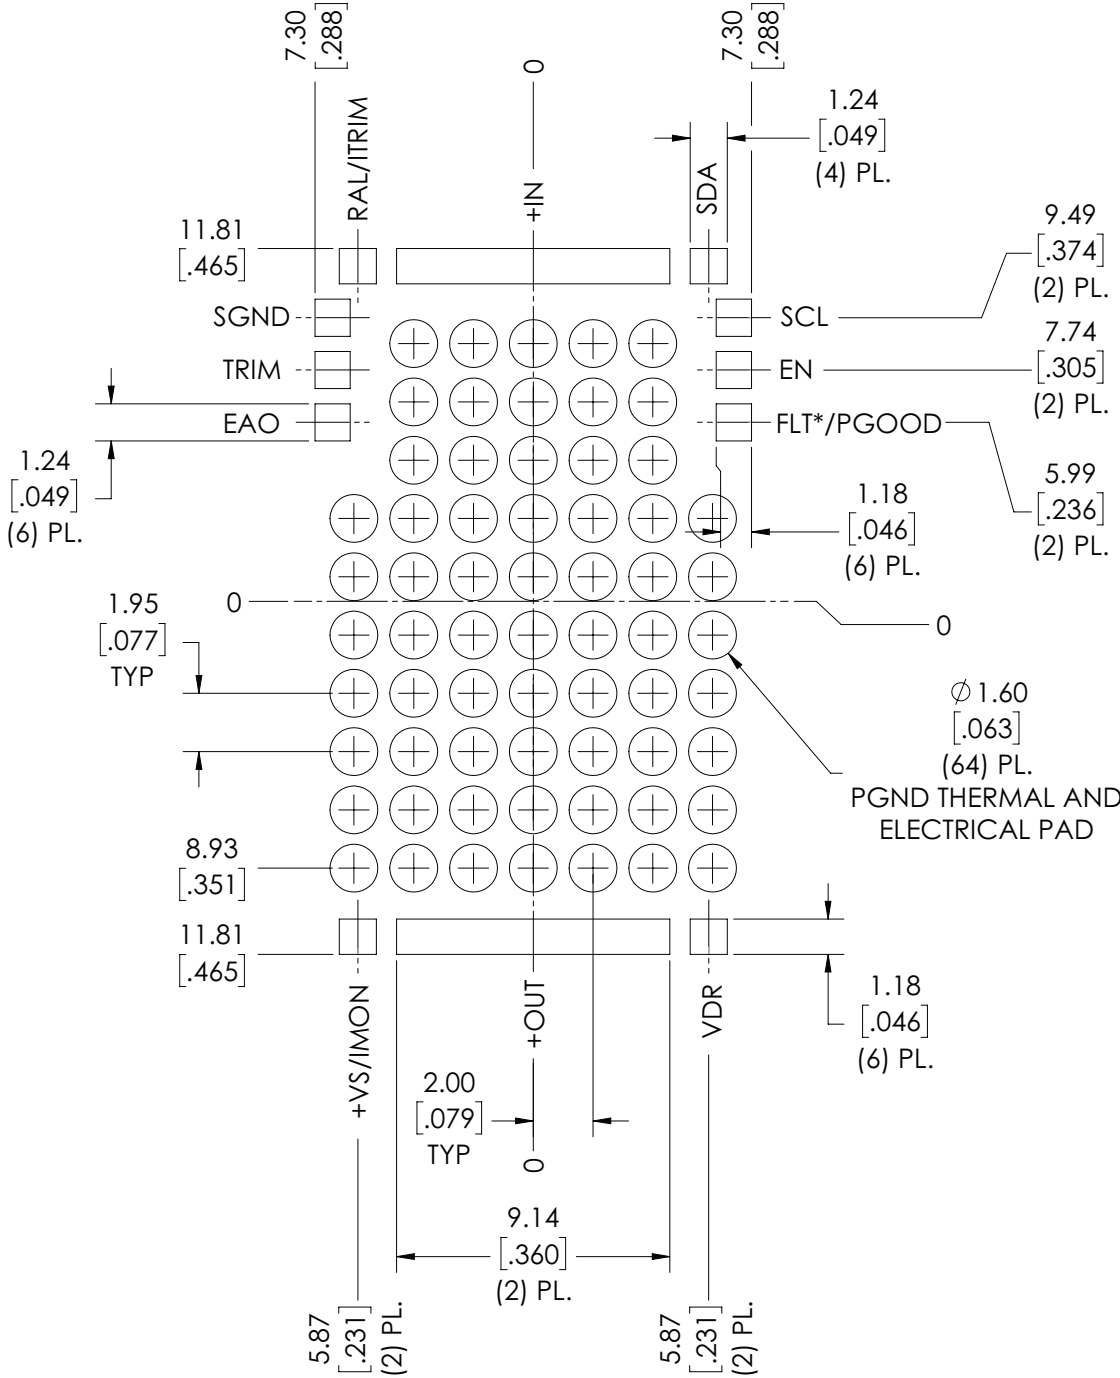 7.30
[.288]
0
7.30
[.288]
1.24
[.049]
(4) PL.
RAL/ITRIM
+IN
SDA
11.81
[.465]
9.49
[.374]
(2) PL.
SGND
SCL
7.74
[.305]
(2) PL.
TRIM
EN
EAO
FLT*/PGOOD
1.24
[.049]
(6) PL.
5.99
[.236]
(2) PL.
1.18
[.046]
(6) PL.
1.95
[.077]
TYP
0
0
Ø 1.60
[.063]
(64) PL.
PGND THERMAL AND
ELECTRICAL PAD
8.93
[.351]
11.81
[.465]
1.18
[.046]
(6) PL.
+VS/IMON
+OUT
VDR
2.00
[.079]
TYP
0
9.14
[.360]
(2) PL.
5.87
[.231]
(2) PL.
5.87
[.231]
(2) PL.